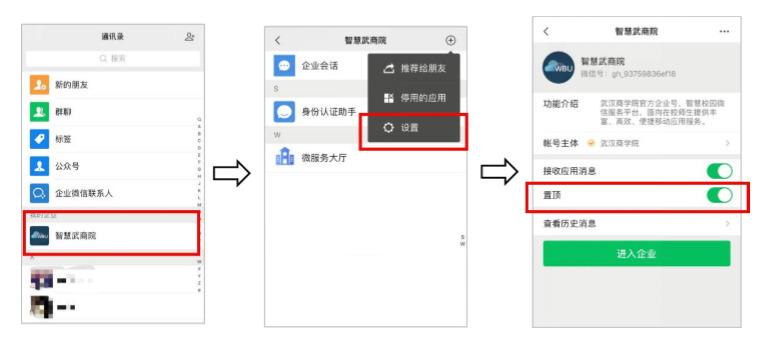 通讯录
搜索
新的朋友
群聊
标签
公众号
企业微信联系人
我的企业
WBU
智慧武商院
智慧武商院
企业会话
S
身份认证助手
W
微服务大厅
推荐给朋友
停用的应用
设置
S
W
智慧武商院
WBU
智慧武商院
微信号: gh_93759836ef18
功能介绍
武汉商学院官方企业号、智慧校园微
信服务平台，面向在校师生提供丰
富、高效、便捷移动应用服务。
帐号主体
武汉商学院
接收应用消息
置顶
查看历史消息
进入企业